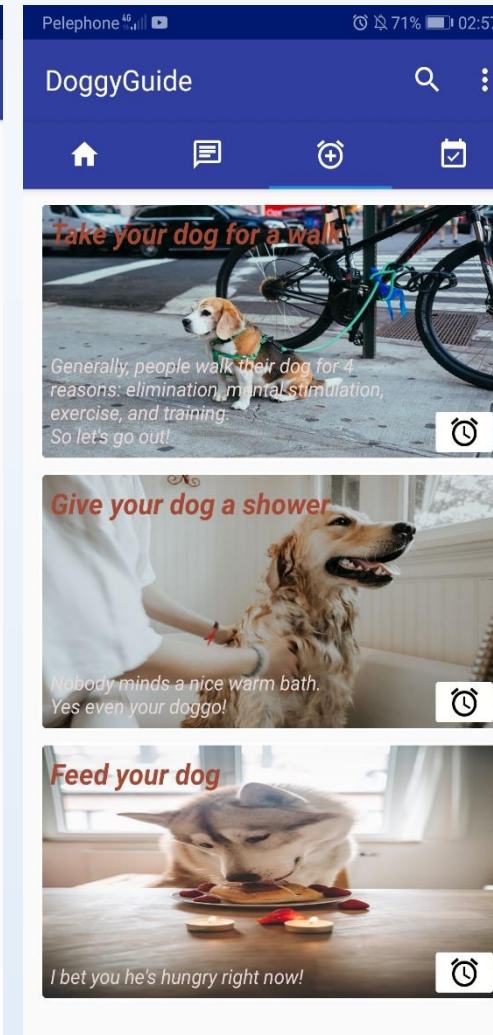 Pelephone 4G 71% 02:57
DoggyGuide
Take your dog for a walk
Generally, people walk their dog for 4
reasons: elimination, mental stimulation,
exercise, and training.
So let's go out!
Give your dog a shower
Nobody minds a nice warm bath.
Yes even your doggo!
Feed your dog
I bet you he's hungry right now!